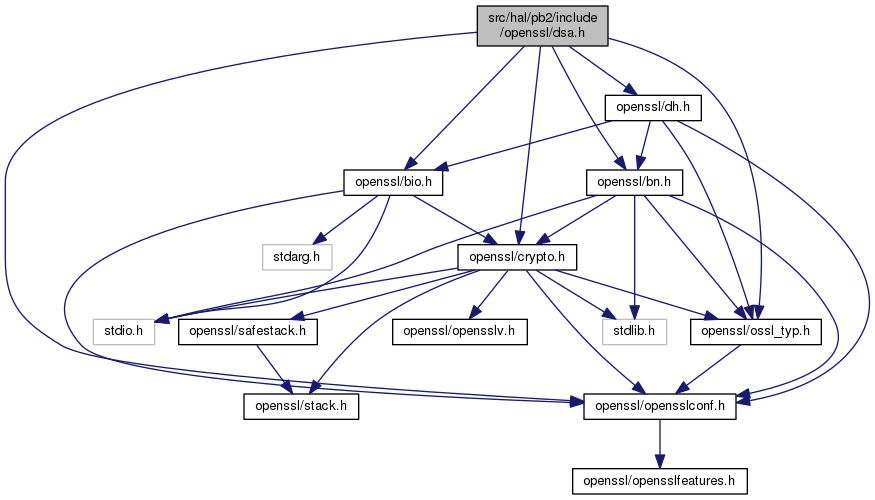 src/hal/pb2/include
/openssl/dsa.h
openssl/dh.h
openssl/bio.h
openssl/bn.h
stdarg.h
openssl/crypto.h
stdio.h
openssl/safestack.h
openssl/opensslv.h
stdlib.h
openssl/ossl_typ.h
openssl/stack.h
openssl/opensslconf.h
openssl/opensslfeatures.h